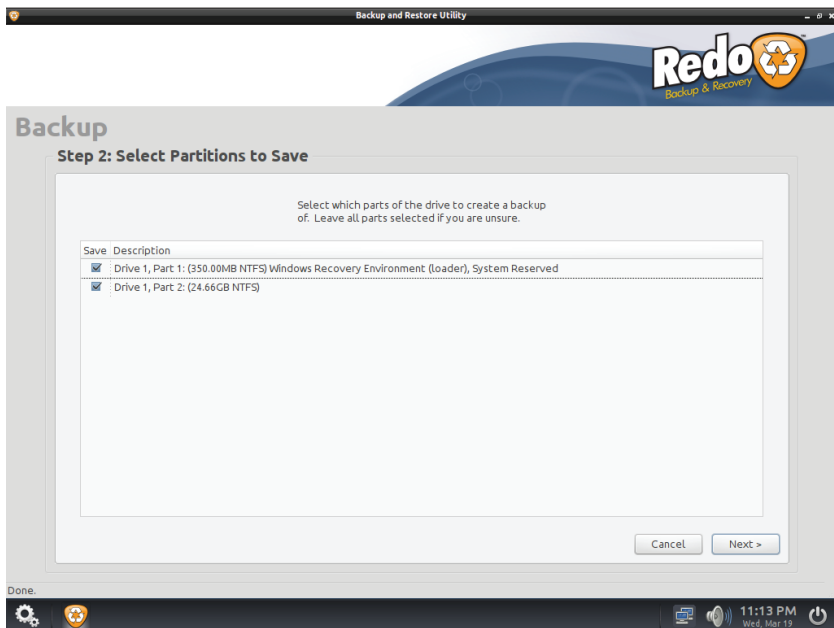 Backup and Restore Utility
Redo
Backup & Recovery
Backup
Step 2: Select Partitions to Save
Select which parts of the drive to create a backup
of. Leave all parts selected if you are unsure.
Save Description
Drive 1, Part 1: (350.00MB NTFS) Windows Recovery Environment (loader), System Reserved
Drive 1, Part 2: (24.66GB NTFS)
Cancel Next >
Done.
11:13 PM
Wed, Mar 19